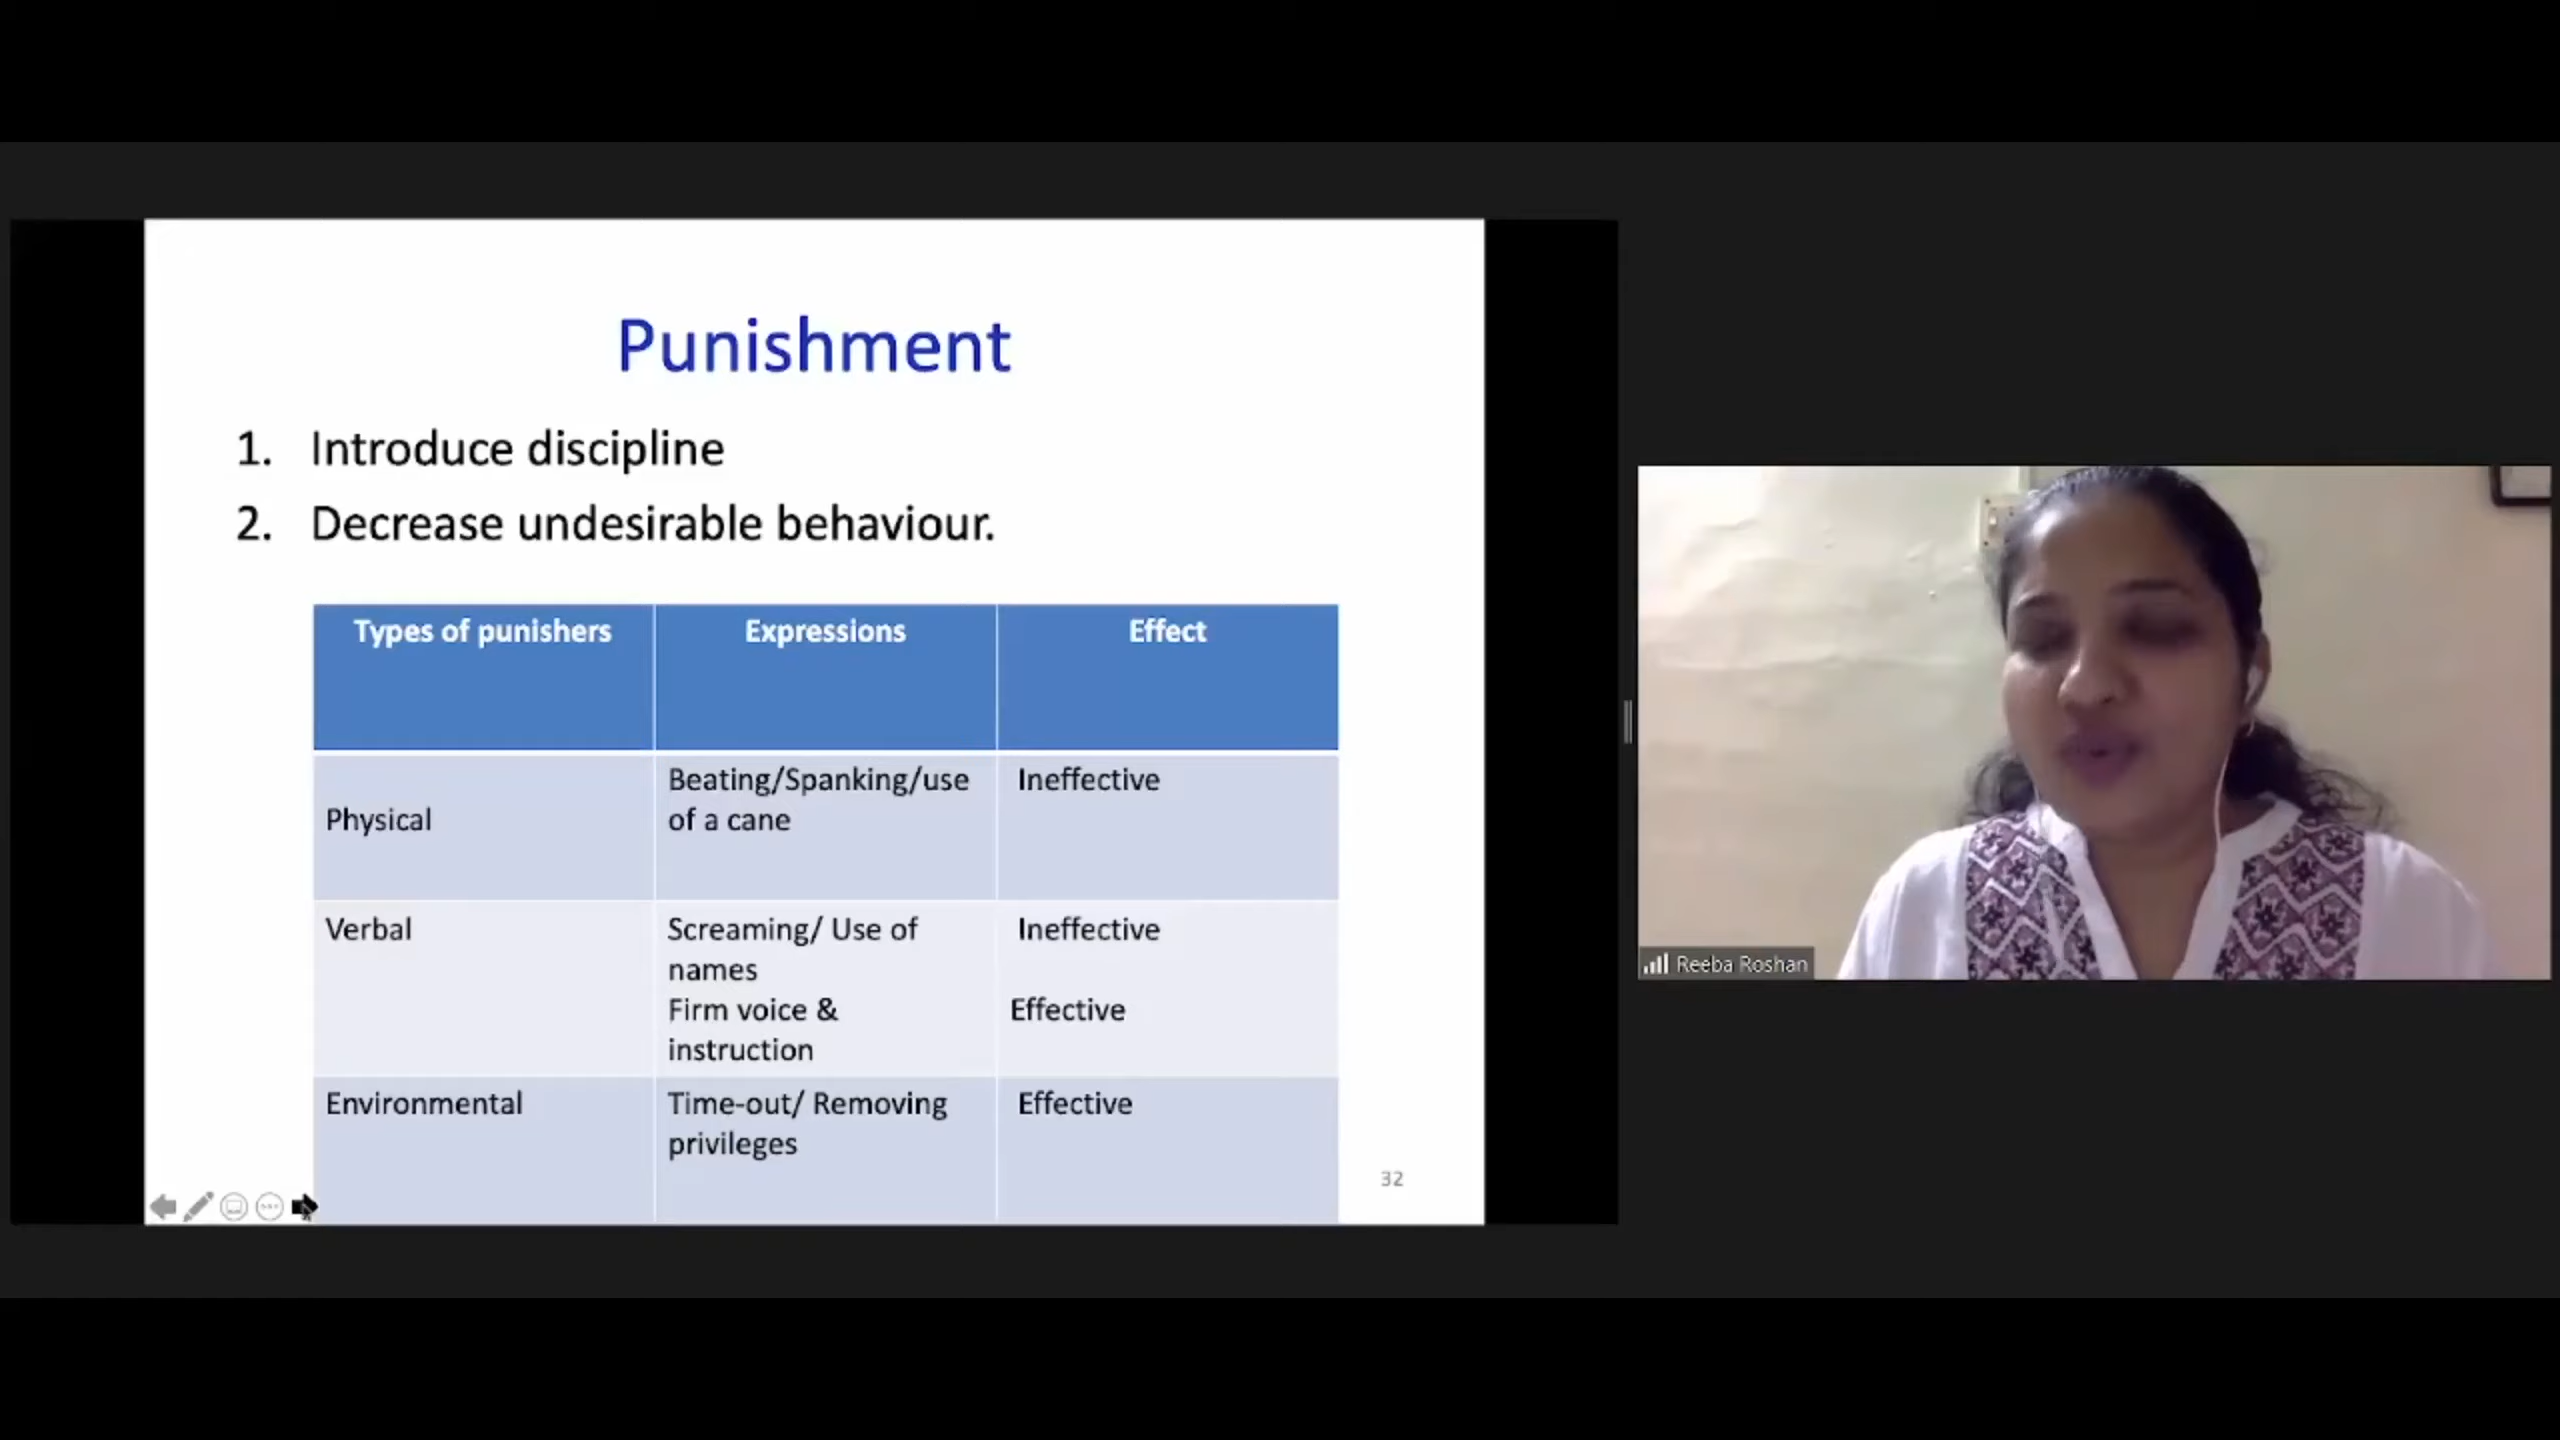 Punishment
1. Introduce discipline
2. Decrease undesirable behaviour.
Types of punishers Expressions Effect
Physical
Beating/Spanking/use
of a cane
Ineffective
Verbal
Screaming/ Use of
names
Ineffective
Firm voice &
instruction
Effective
Environmental
Time-out/ Removing
privileges
Effective
32
Reeba Roshan